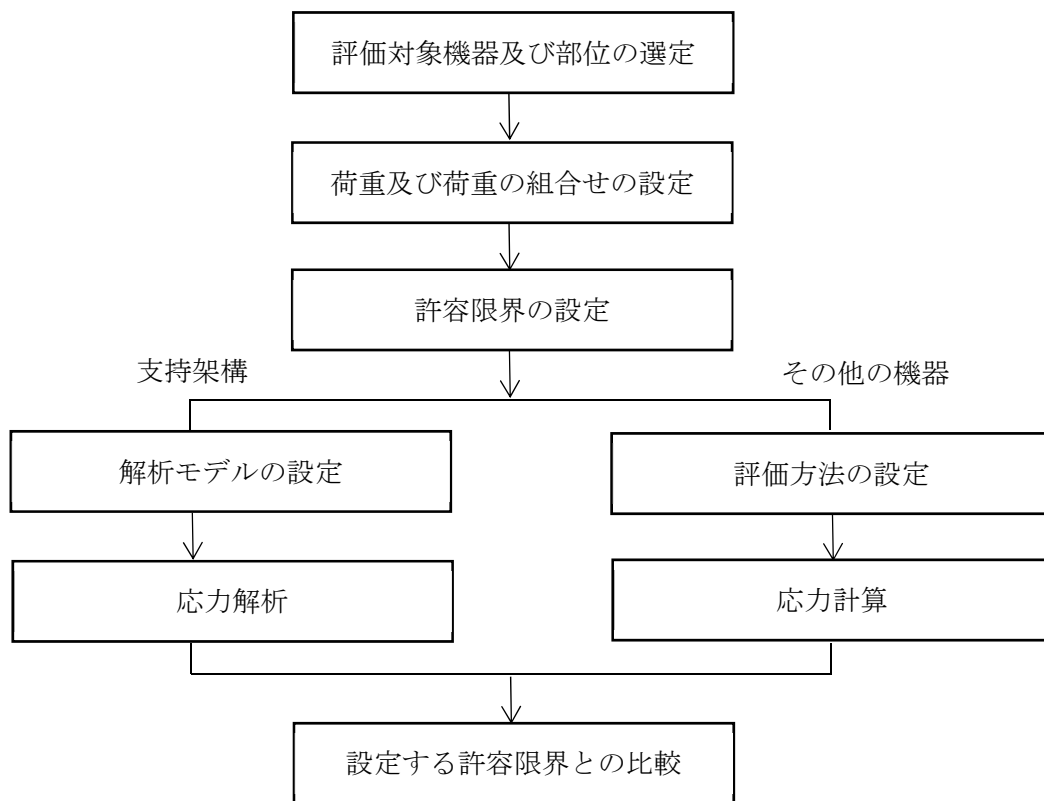 評価対象機器及び部位の選定
荷重及び荷重の組合せの設定
許容限界の設定
支持架構
その他の機器
解析モデルの設定
評価方法の設定
応力解析
応力計算
設定する許容限界との比較